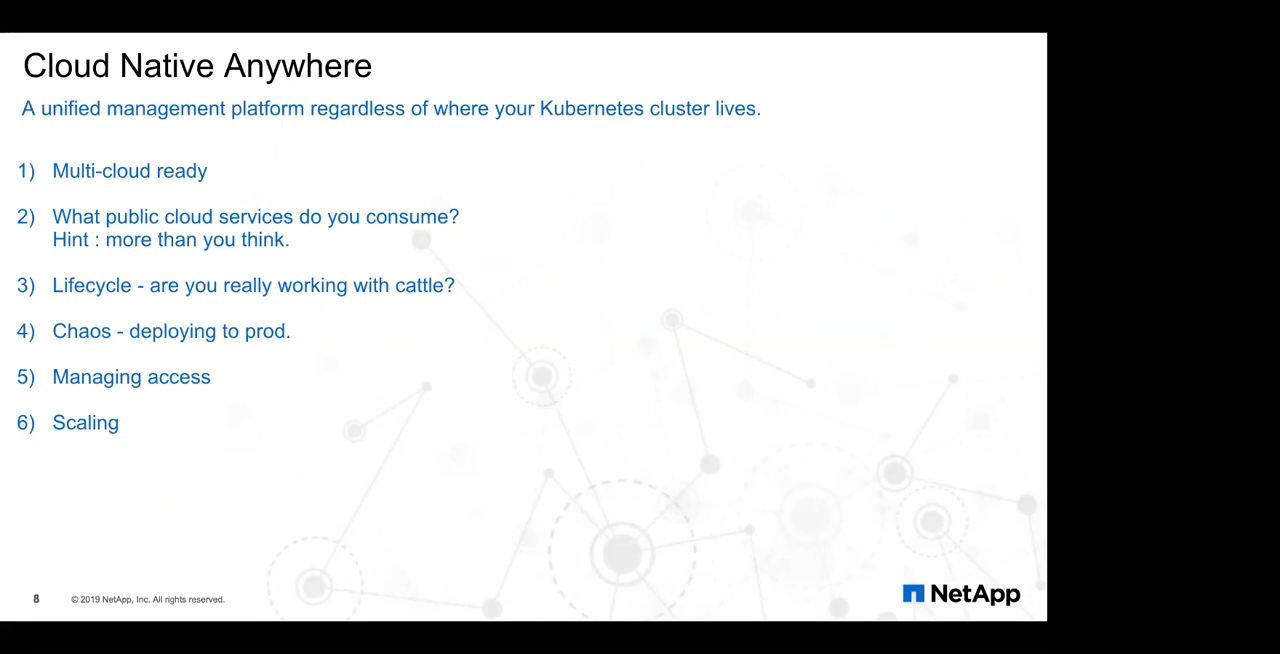 Cloud Native Anywhere
A unified management platform regardless of where your Kubernetes cluster lives.
1) Multi-cloud ready
2) What public cloud services do you consume?
Hint : more than you think.
3) Lifecycle - are you really working with cattle?
4) Chaos - deploying to prod.
5) Managing access
6) Scaling
8 © 2019 NetApp, Inc. All rights reserved.
NetApp